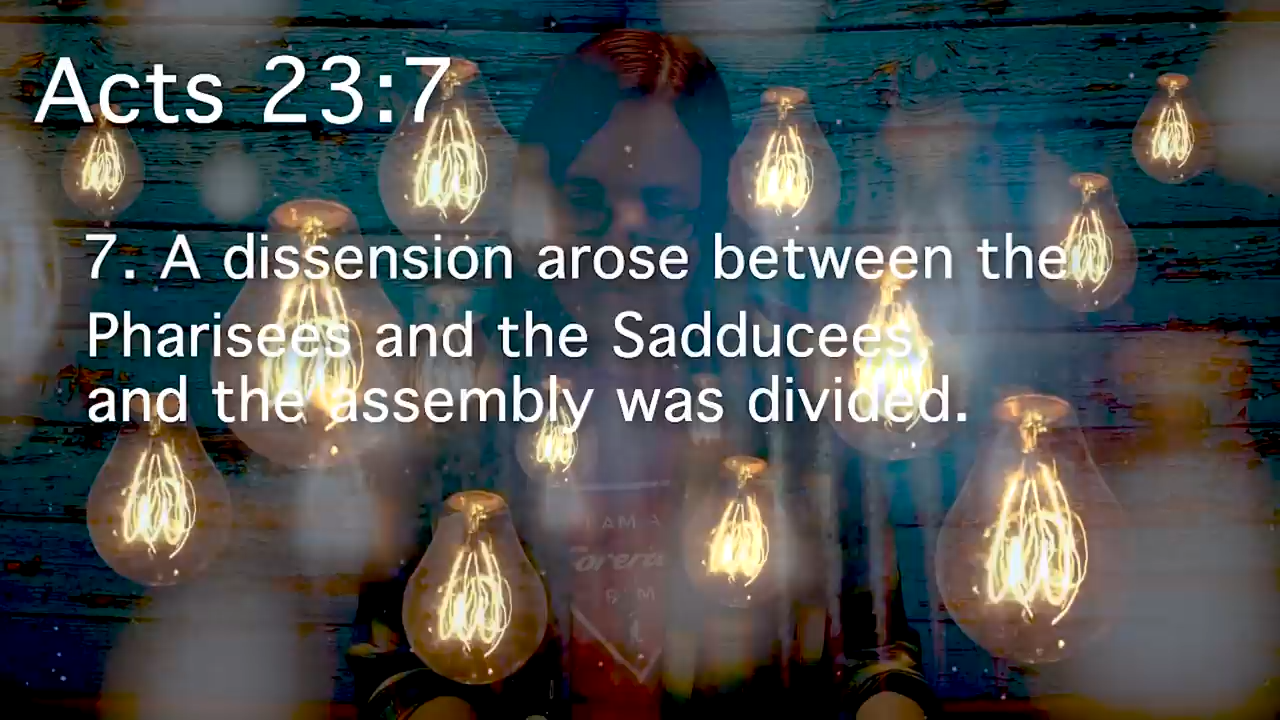 Acts 23:7
7. A dissension arose between the
Pharisees and the Sadducees
and the assembly was divided.